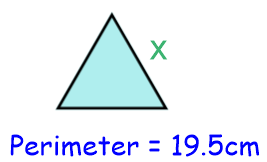 x
Perimeter = 19.5cm